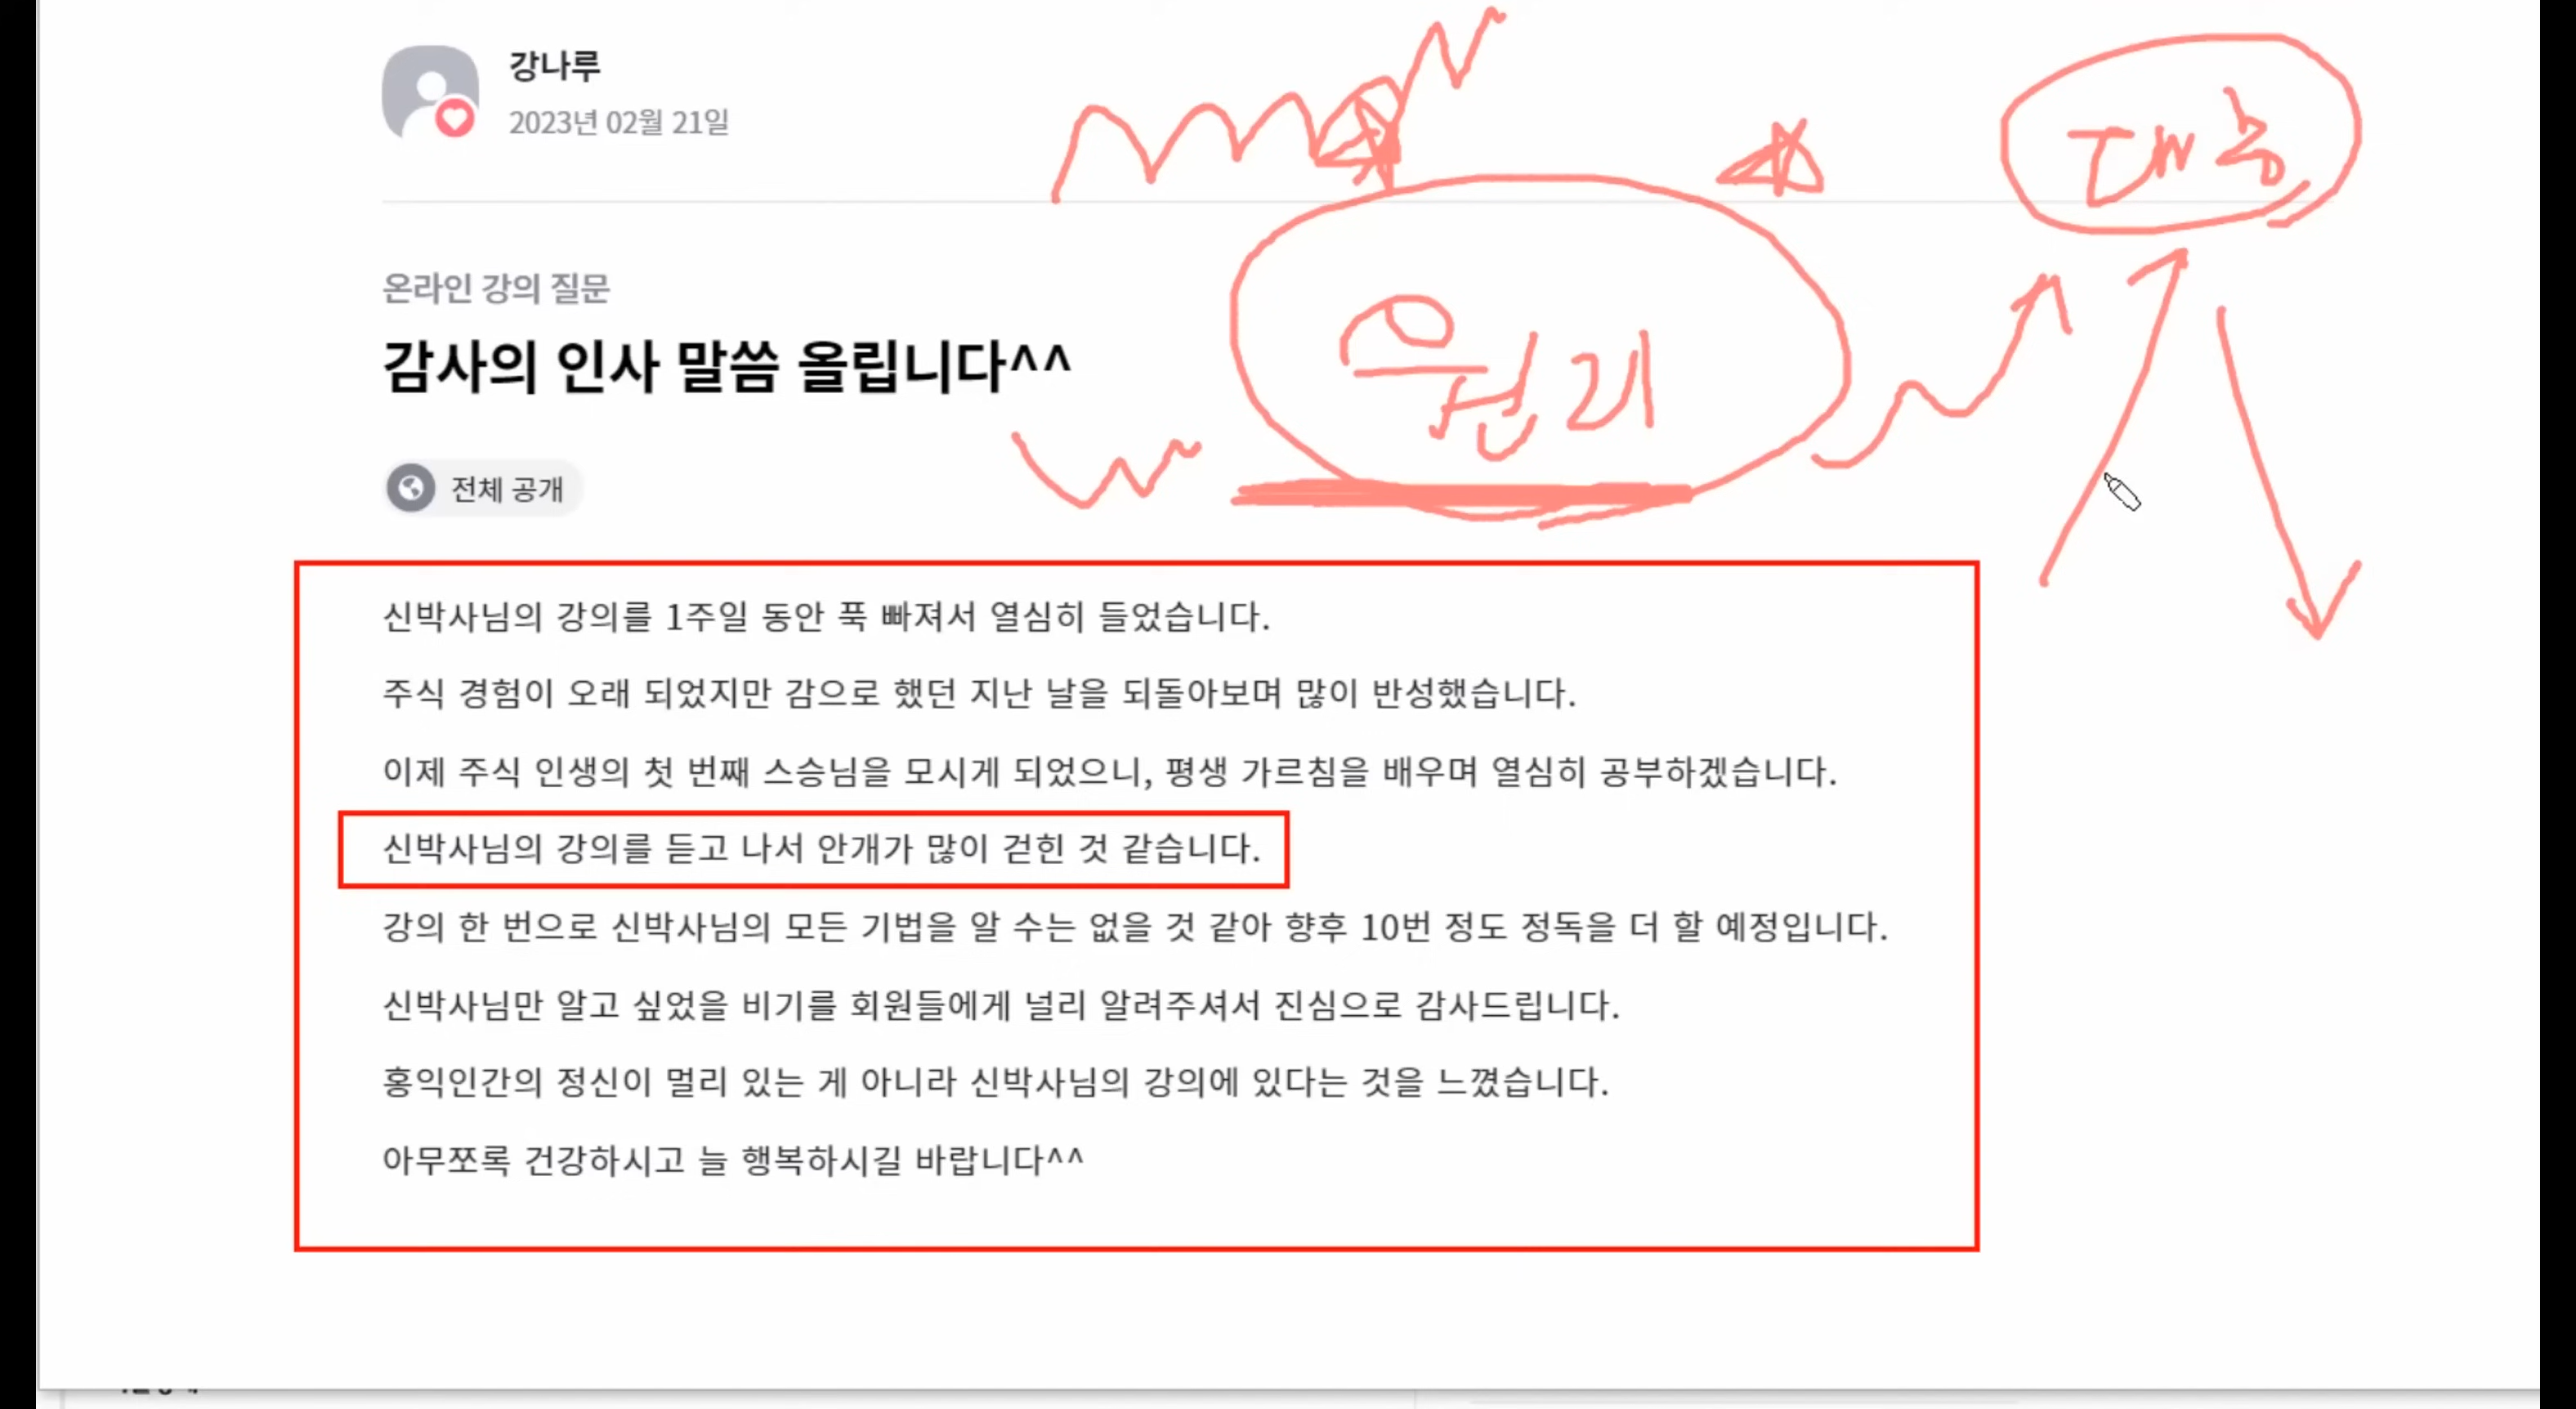 강나루
2023년 02월 21일
온라인 강의 질문
감사의 인사 말씀 올립니다^^
원리
전체 공개
신박사님의 강의를 1주일 동안 푹 빠져서 열심히 들었습니다.
주식 경험이 오래 되었지만 감으로 했던 지난 날을 되돌아보며 많이 반성했습니다.
이제 주식 인생의 첫 번째 스승님을 모시게 되었으니, 평생 가르침을 배우며 열심히 공부하겠습니다.
신박사님의 강의를 듣고 나서 안개가 많이 걷힌 것 같습니다.
강의 한 번으로 신박사님의 모든 기법을 알 수는 없을 것 같아 향후 10번 정도 정독을 더 할 예정입니다.
신박사님만 알고 싶었을 비기를 회원들에게 널리 알려주셔서 진심으로 감사드립니다.
홍익인간의 정신이 멀리 있는 게 아니라 신박사님의 강의에 있다는 것을 느꼈습니다.
아무쪼록 건강하시고 늘 행복하시길 바랍니다^^